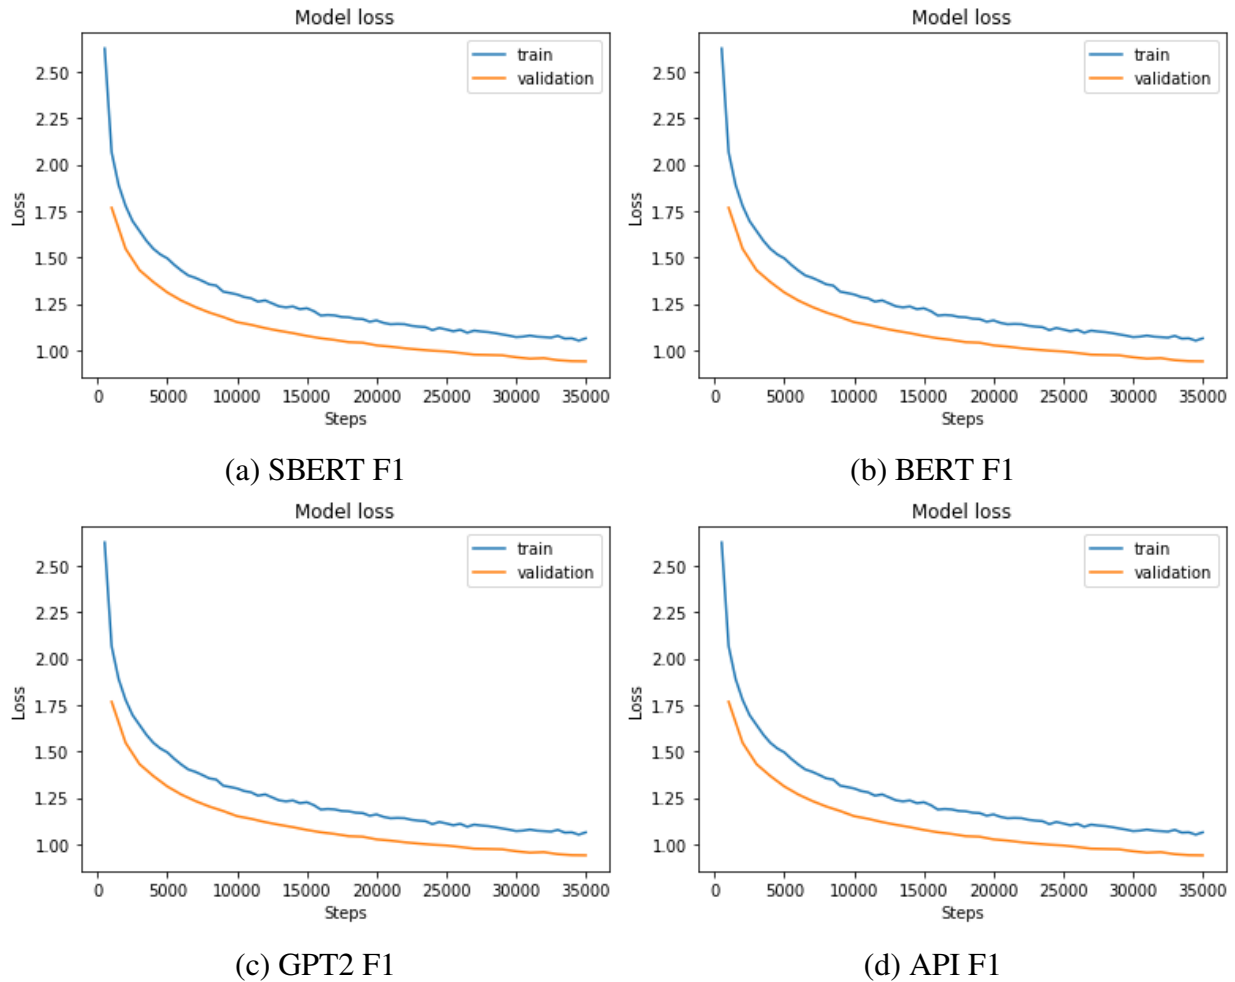 Model loss
train
validation
2.50
2.25
2.00
1.75
1.50
1.25
1.00
Loss
0 5000 10000 15000 20000 25000 30000 35000
Steps
(a) SBERT F1
Model loss
train
validation
2.50
2.25
2.00
1.75
1.50
1.25
1.00
Loss
0 5000 10000 15000 20000 25000 30000 35000
Steps
(b) BERT F1
Model loss
train
validation
2.50
2.25
2.00
1.75
1.50
1.25
1.00
Loss
0 5000 10000 15000 20000 25000 30000 35000
Steps
(c) GPT2 F1
Model loss
train
validation
2.50
2.25
2.00
1.75
1.50
1.25
1.00
Loss
0 5000 10000 15000 20000 25000 30000 35000
Steps
(d) API F1